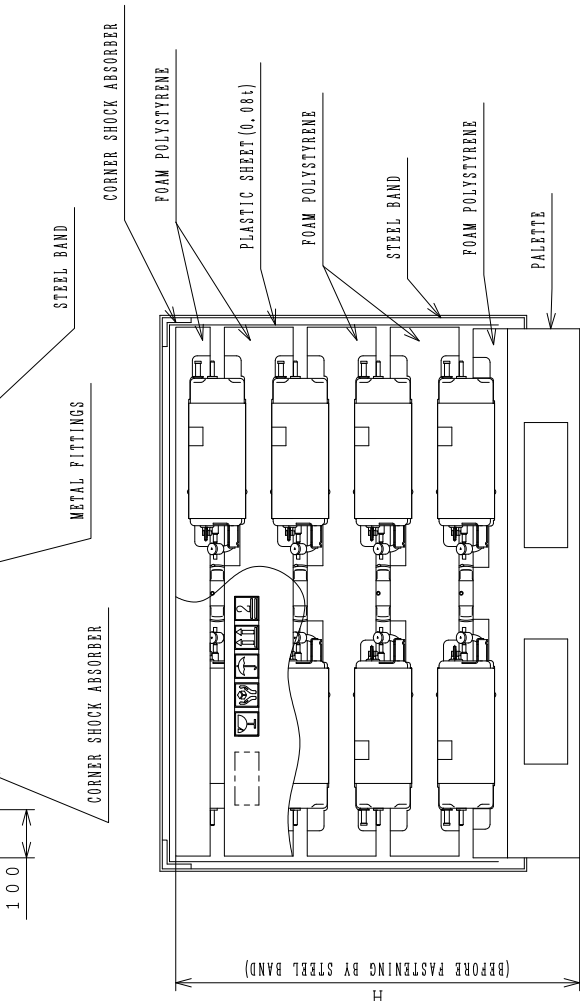 CORNER SHOCK ABSORBER
FOAM POLYSTYRENE
PLASTIC SHEET(0.08t)
FOAM POLYSTYRENE
STEEL BAND
FOAM POLYSTYRENE
PALETTE
STEEL BAND
METAL FITTINGS
CORNER SHOCK ABSORBER
100
2
H
(BEFORE FASTENING BY STEEL BAND)